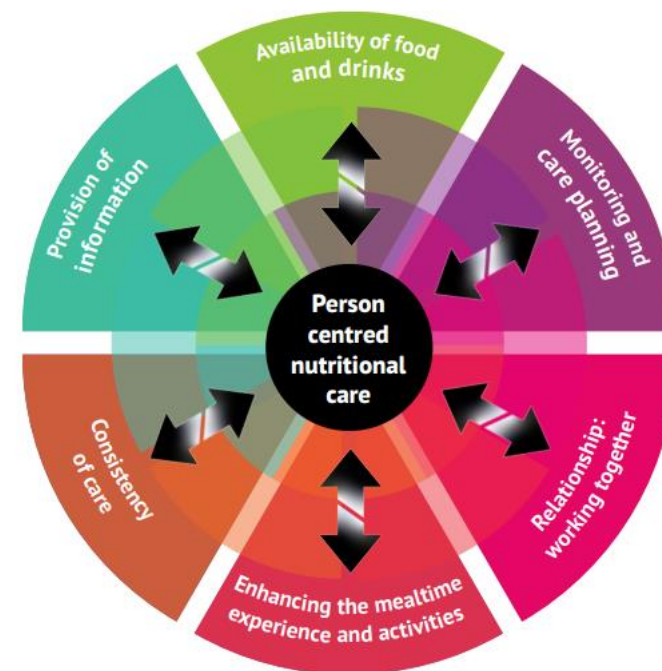 Availability of food
and drinks
Monitoring and
care planning
Relationship:
working together
Enhancing the mealtime
experience and activities
Consistency
of care
Provision of
information
Person
centred
nutritional
care